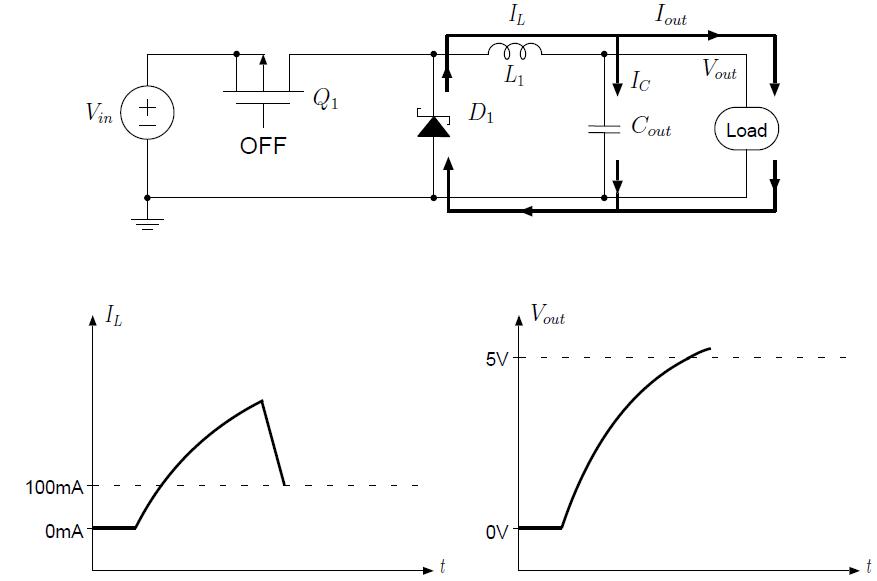 I_L I_out
L_1 V_out
I_C
V_in Q_1 D_1 C_out Load
OFF
I_L V_out
5V
100mA
0mA 0V
t t